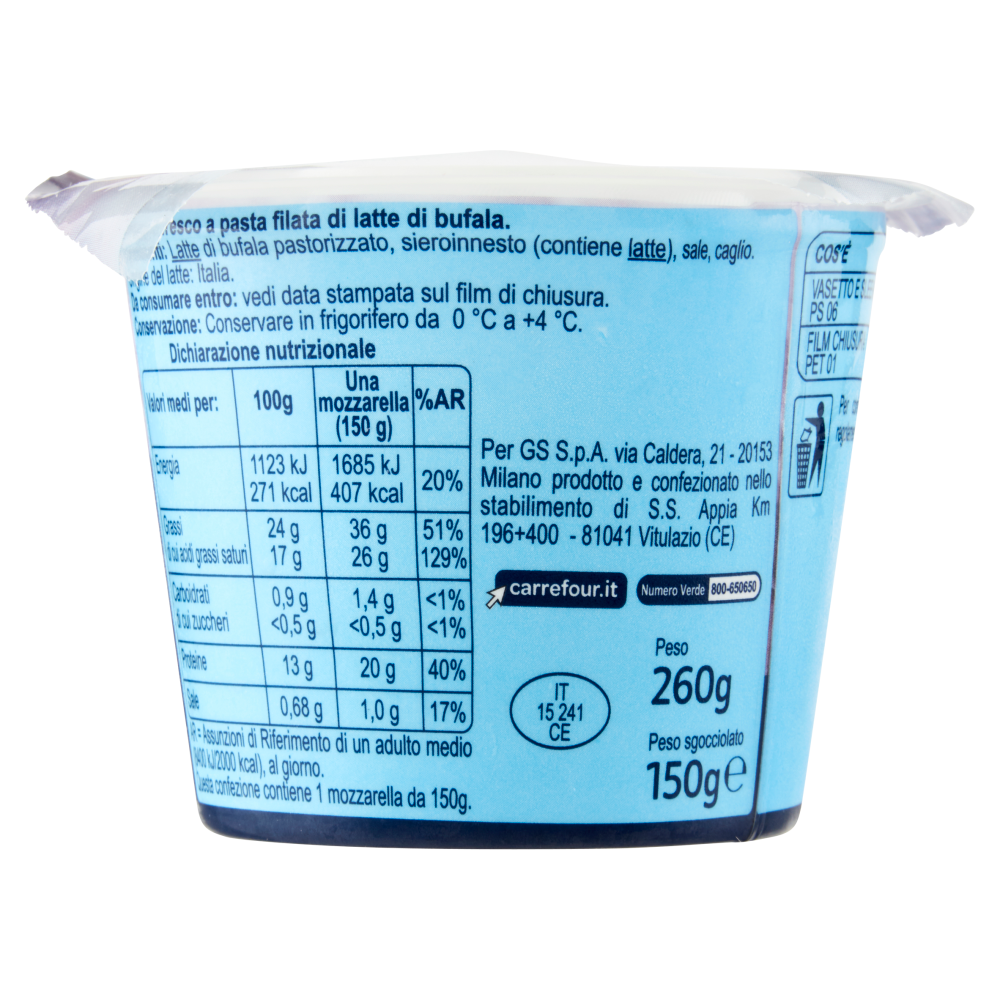 fresco a pasta filata di latte di bufala.
Latte di bufala pastorizzato, sieroinnesto (contiene latte), sale, caglio.
del latte: Italia.
Da consumare entro: vedi data stampata sul film di chiusura.
Conservazione: Conservare in frigorifero da 0 °C a +4 °C.
Dichiarazione nutrizionale
Valori medi per: 100g Una mozzarella (150 g) %AR
Energia 1123 kJ 1685 kJ 20%
271 kcal 407 kcal
Grassi 24 g 36 g 51%
di cui acidi grassi saturi 17 g 26 g 129%
Carboidrati 0,9 g 1,4 g <1%
di cui zuccheri <0,5 g <0,5 g <1%
Proteine 13 g 20 g 40%
Sale 0,68 g 1,0 g 17%
AR = Assunzioni di Riferimento di un adulto medio
(8400 kJ/2000 kcal), al giorno.
Questa confezione contiene 1 mozzarella da 150g.
Per GS S.p.A. via Caldera, 21 - 20153
Milano prodotto e confezionato nello
stabilimento di S.S. Appia Km
196+400 - 81041 Vitulazio (CE)
carrefour.it
Numero Verde 800-650650
IT
15 241
CE
Peso
260g
Peso sgocciolato
150g e
COS'È
VASETTO E
PS 06
FILM CHIUSURA
PET 01
Per